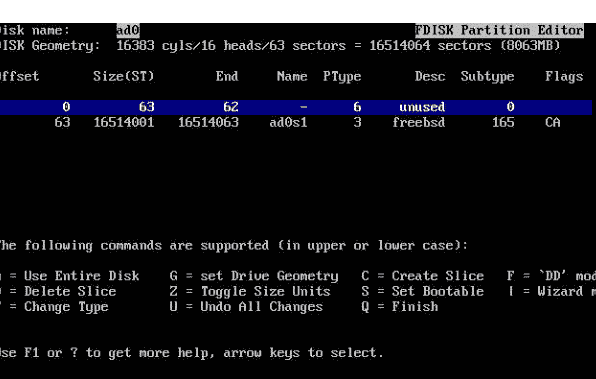 Disk name: ad0 FDISK Partition Editor
DISK Geometry: 16383 cyls/16 heads/63 sectors = 16514064 sectors (8063MB)
Offset Size(ST) End Name PType Desc Subtype Flags
0 63 62 - 6 unused 0
63 16514001 16514063 ad0s1 3 freebsd 165 CA
The following commands are supported (in upper or lower case):
= Use Entire Disk G = set Drive Geometry C = Create Slice F = `DD' mod
= Delete Slice Z = Toggle Size Units S = Set Bootable | = Wizard m
= Change Type U = Undo All Changes Q = Finish
Use F1 or ? to get more help, arrow keys to select.